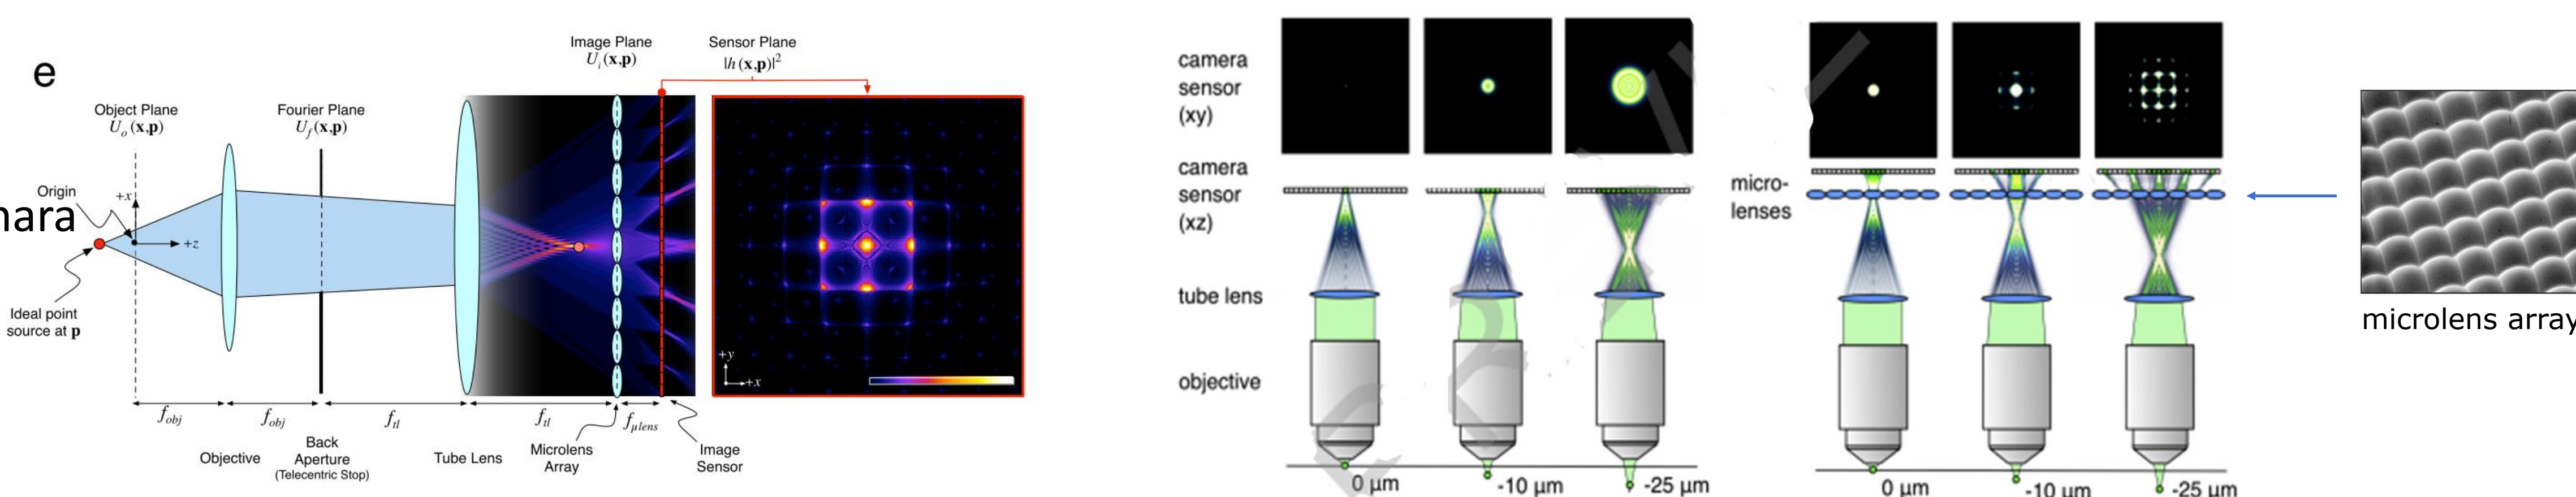 e
Image Plane
Uᵢ(x,p)
Sensor Plane
|h(x,p)|²
Object Plane
Uₒ(x,p)
Fourier Plane
U_f(x,p)
Origin
+x
+z
nara
Ideal point
source at p
f_obj
f_obj
f_tl
f_tl
f_μlens
Objective
Back
Aperture
(Telecentric Stop)
Tube Lens
Microlens
Array
Image
Sensor
+y
+x
camera
sensor
(xy)
camera
sensor
(xz)
tube lens
objective
0 μm
-10 μm
-25 μm
micro-
lenses
0 μm
-10 μm
-25 μm
microlens array